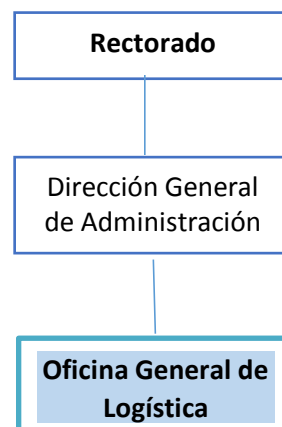 Rectorado
Dirección General
de Administración
Oficina General de
Logística